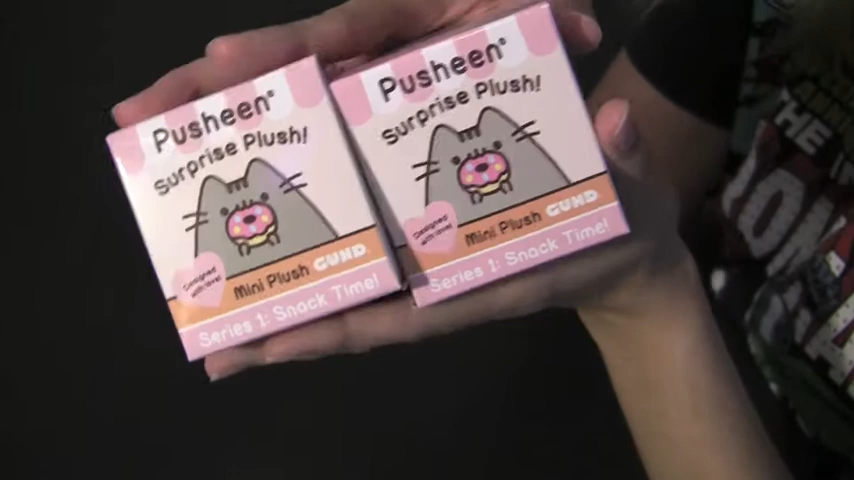 Pusheen®
Surprise Plush!
Designed with love!
Mini Plush GUND
Series 1: Snack Time!
Pusheen®
Surprise Plush!
Designed with love!
Mini Plush GUND
Series 1: Snack Time!
THE